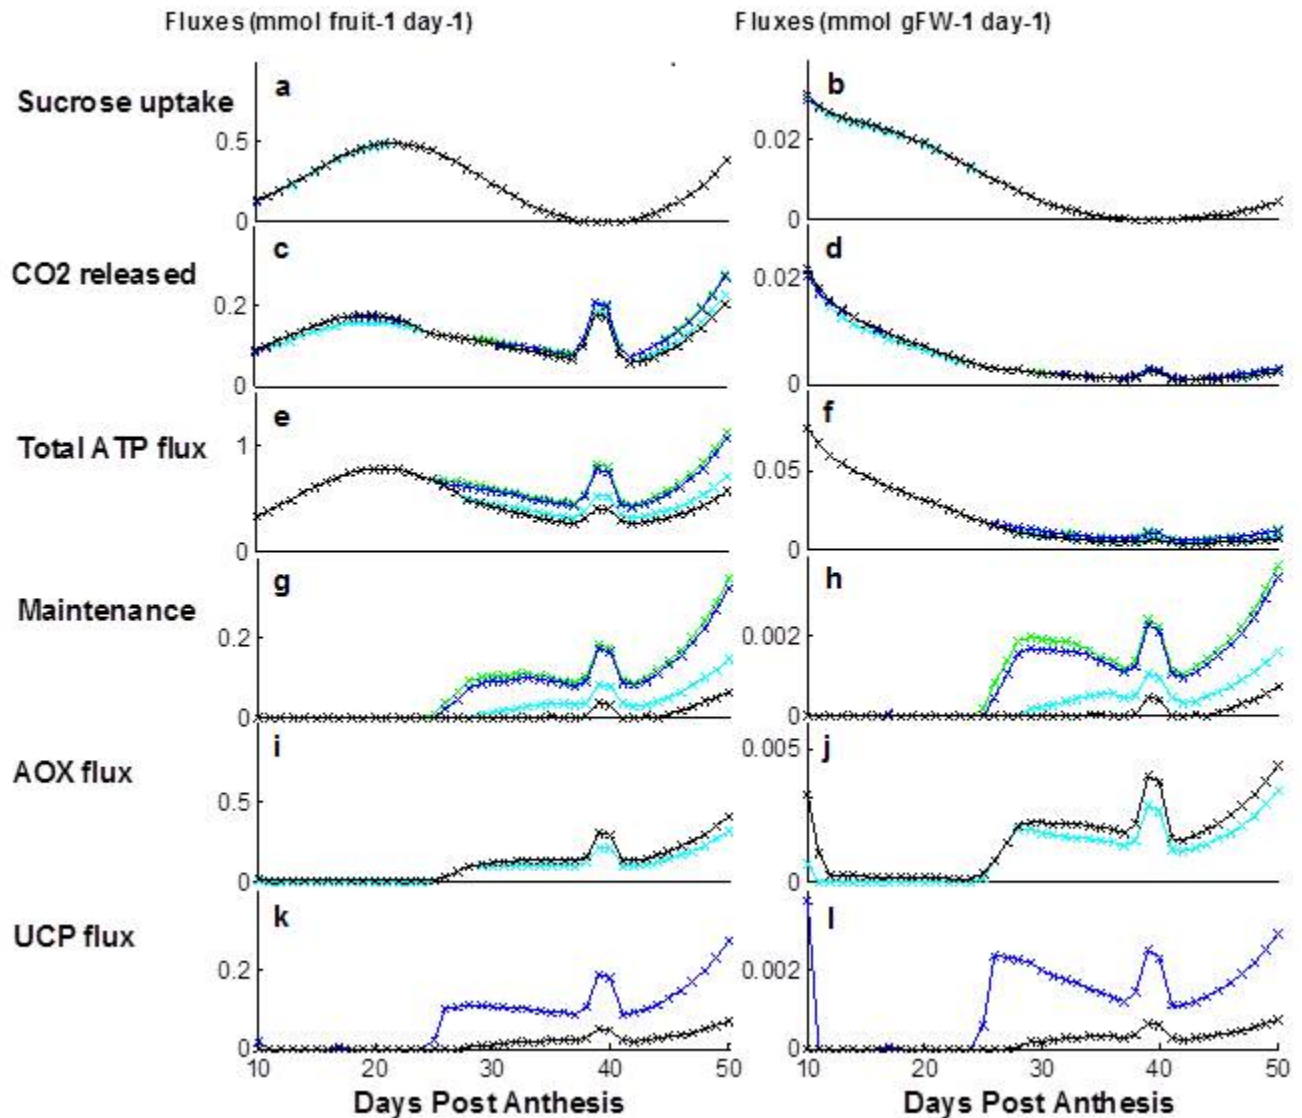 Fluxes (mmol fruit-1 day-1) Fluxes (mmol gFW-1 day-1)
Sucrose uptake
a
0.5
0
b
0.02
0
CO2 released
c
0.2
0
d
0.02
0
Total ATP flux
e
1
0
f
0.05
0
Maintenance
g
0.2
0
h
0.002
0
AOX flux
i
0.5
0
j
0.005
0
UCP flux
k
0.2
0
l
0.002
0
10 20 30 40 50 10 20 30 40 50
Days Post Anthesis Days Post Anthesis